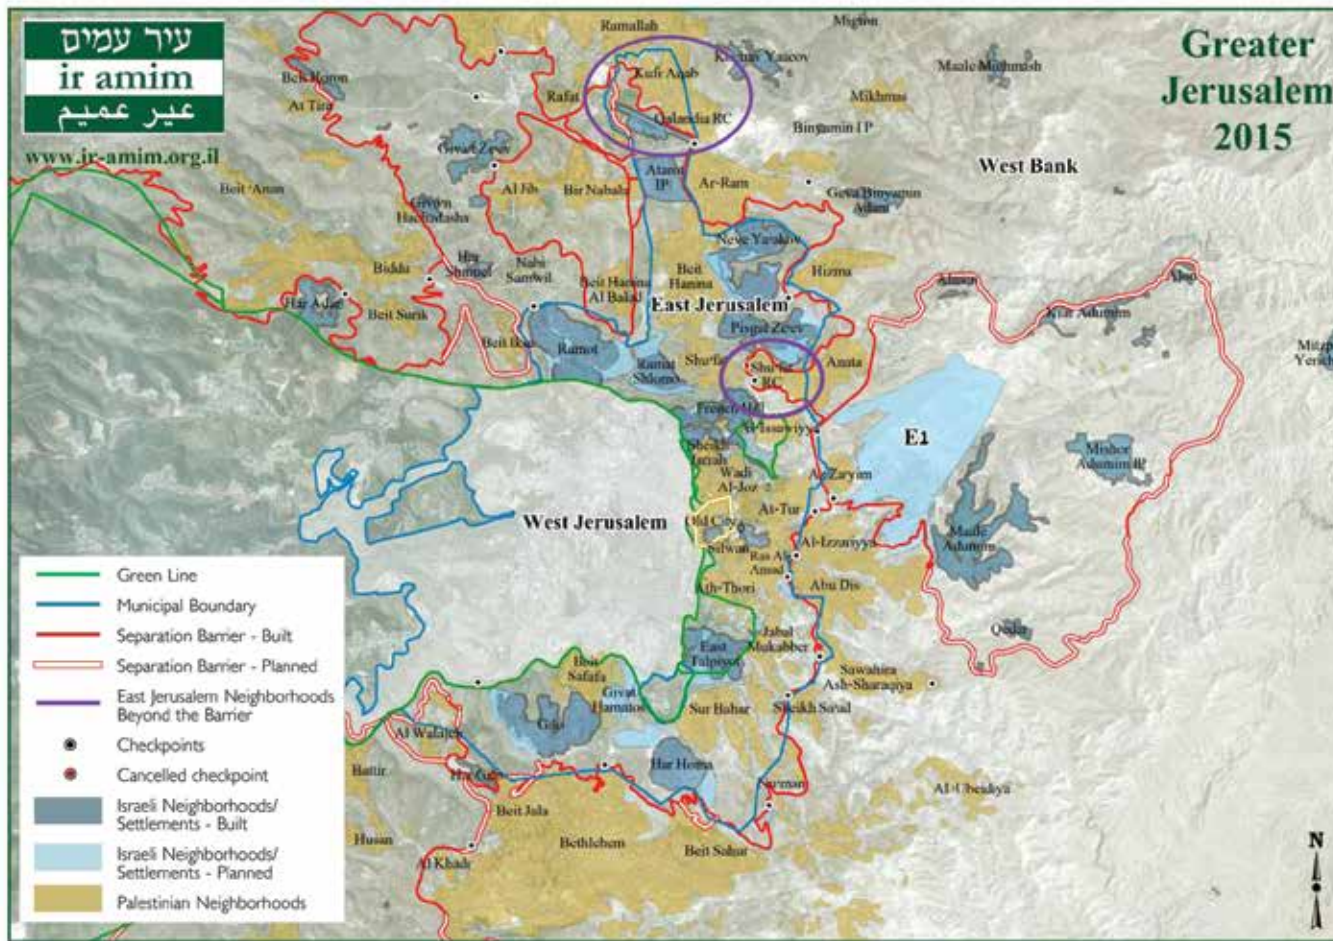 עיר עמים
ir amim
عير عميم
www.ir-amim.org.il
Greater
Jerusalem
2015
Ramallah
Migron
Kochav Yaacov
Maale Michmash
Beit Horon
At Tira
Rafat
Kufr Aqab
Qalandia RC
Mikhmas
Binyamin IP
West Bank
Givat Zeev
Beit 'Anan
Al Jib
Bir Nabala
Atarot
IP
Ar-Ram
Geva Binyamin
Adam
Givon
Hachadasha
Neve Yaakov
Biddu
Har
Shmuel
Nabi
Samwil
Beit Hanina
Al Balad
Beit
Hanina
Hizma
Almon
Alon
Har Adar
Beit Surik
East Jerusalem
Kfar Adumim
Beit Iksa
Ramot
Pisgat Zeev
Ramat
Shlomo
Shu'fat
Shu'fat
RC
Anata
French Hill
Al-Issawiyya
E1
Sheikh
Jarrah
Wadi
Al-Joz
Az Zayim
Mishor
Adumim IP
West Jerusalem
Old City
At-Tur
Silwan
Al-Izzariyya
Maale
Adumim
Ras Al-
Amud
Ath-Thori
Abu Dis
Jabal
Mukabber
Qedar
East
Talpiyot
Beit
Safafa
Sawahira
Ash-Sharaqiya
Givat
Hamatos
Sur Bahar
Sheikh Sa'ad
Gilo
Al Walajeh
Har Homa
Battir
Har Gilo
Nu'man
Al-'Ubeidiya
Beit Jala
Husan
Bethlehem
Beit Sahur
Al Khadr
Green Line
Municipal Boundary
Separation Barrier - Built
Separation Barrier - Planned
East Jerusalem Neighborhoods
Beyond the Barrier
Checkpoints
Cancelled checkpoint
Israeli Neighborhoods/
Settlements - Built
Israeli Neighborhoods/
Settlements - Planned
Palestinian Neighborhoods
N